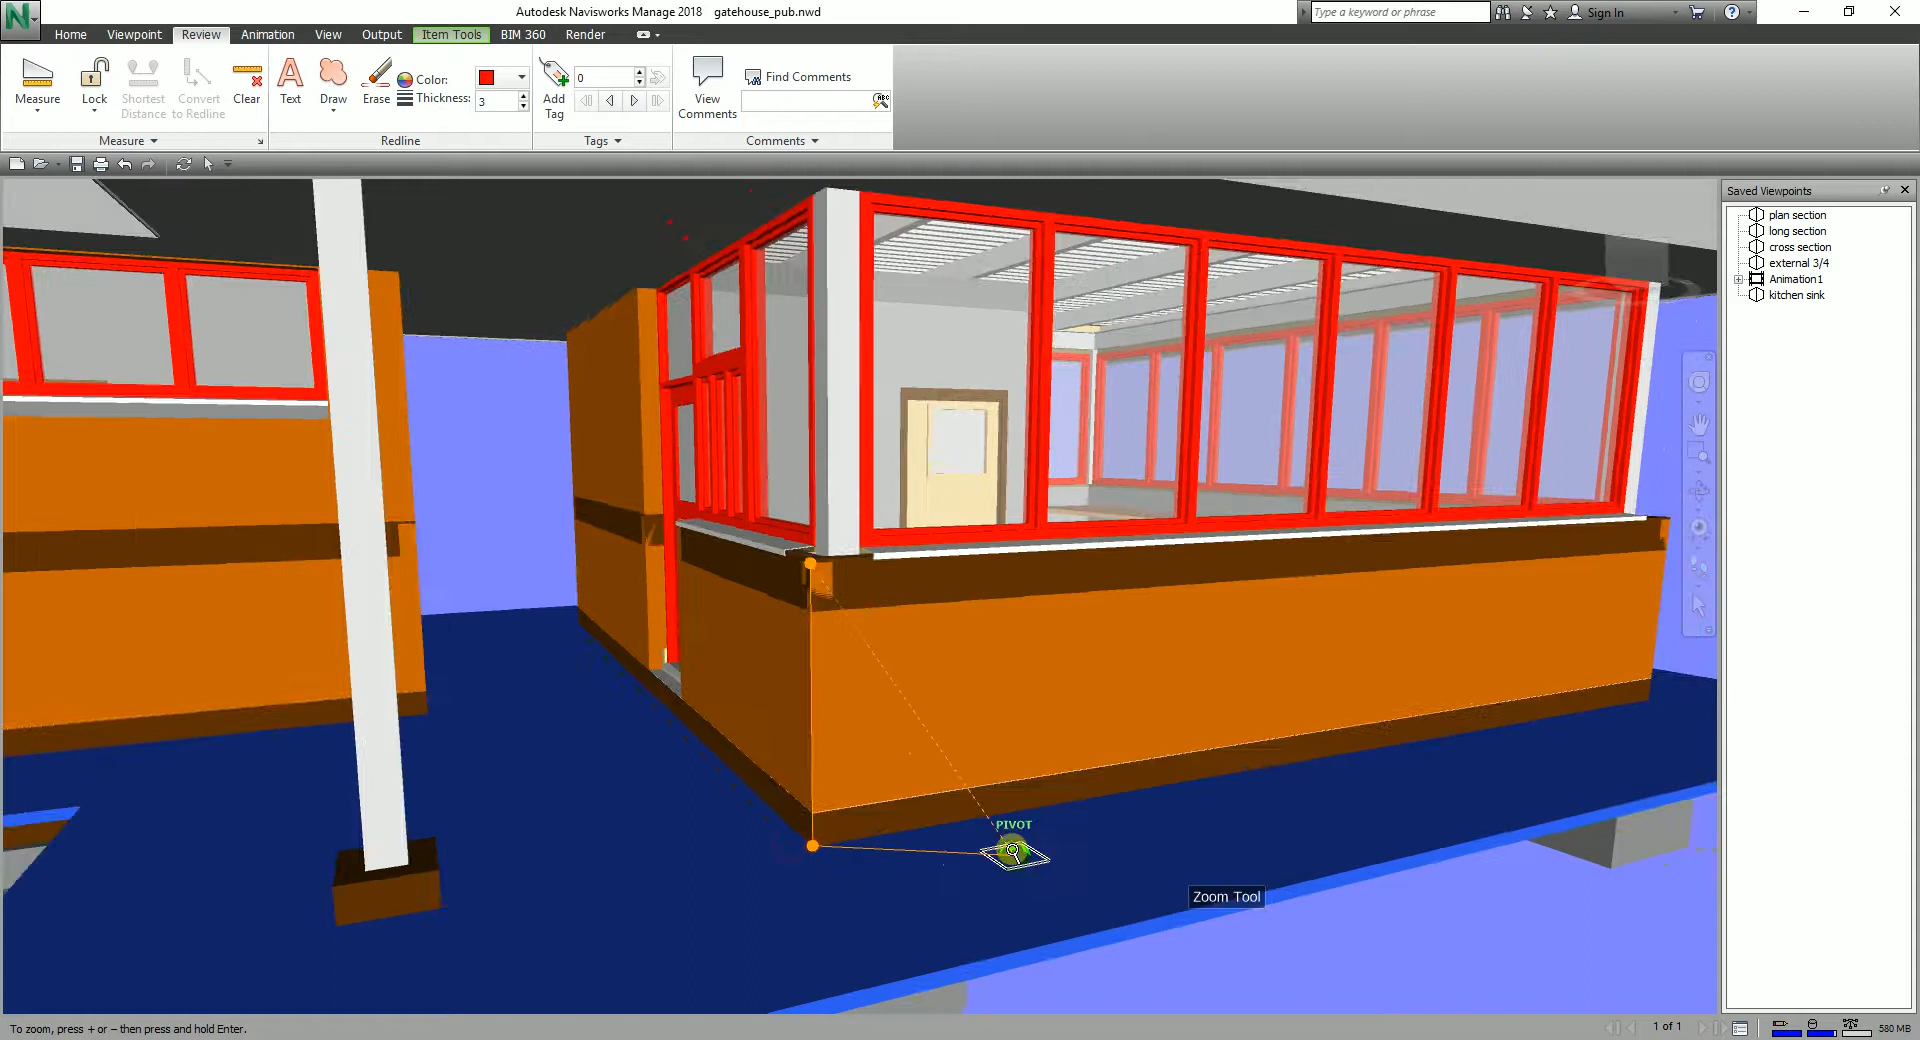 Autodesk Navisworks Manage 2018 gatehouse_pub.nwd
Type a keyword or phrase
Sign In
Home Viewpoint Review Animation View Output Item Tools BIM 360 Render
Measure
Lock
Shortest
Distance
Convert
to Redline
Clear
Text
Draw
Erase
Color:
Thickness: 3
Add
Tag
0
View
Comments
Find Comments
Measure
Redline
Tags
Comments
Saved Viewpoints
plan section
long section
cross section
external 3/4
Animation1
kitchen sink
PIVOT
Zoom Tool
To zoom, press + or − then press and hold Enter.
1 of 1
580 MB